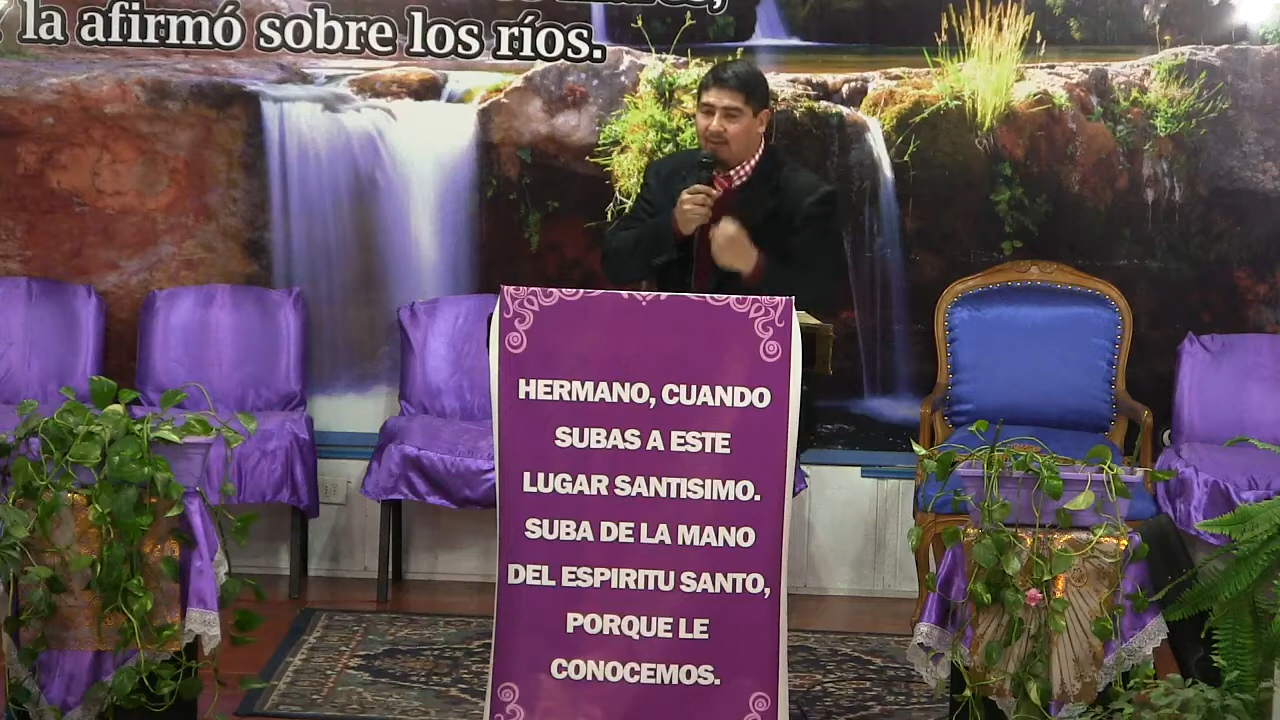 la afirmó sobre los ríos.
HERMANO, CUANDO
SUBAS A ESTE
LUGAR SANTISIMO.
SUBA DE LA MANO
DEL ESPIRITU SANTO,
PORQUE LE
CONOCEMOS.